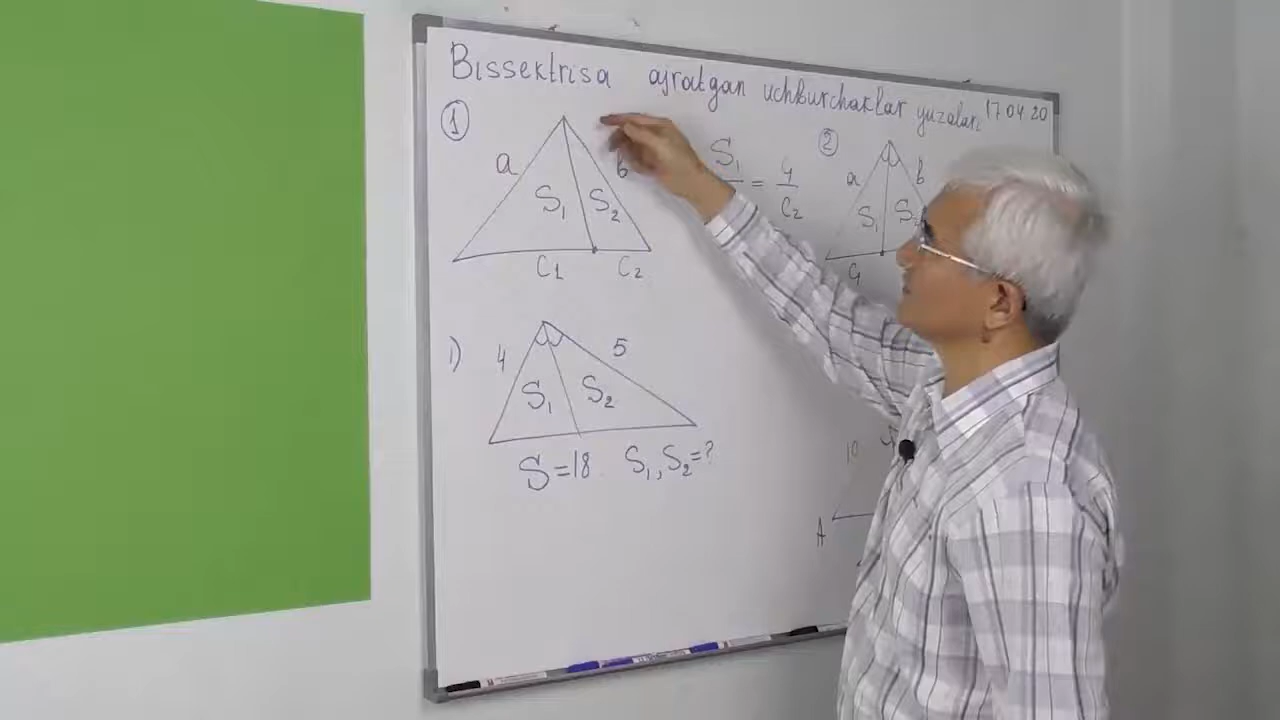 Bissektrisa ajratgan uchburchaklar yuzalari 17 04 20
1
a
b
S1
S2
C1
C2
S1 = C1
C2
2
a
b
S1
S
C1
1)
4
5
S1
S2
S=18 S1, S2=?
10
A